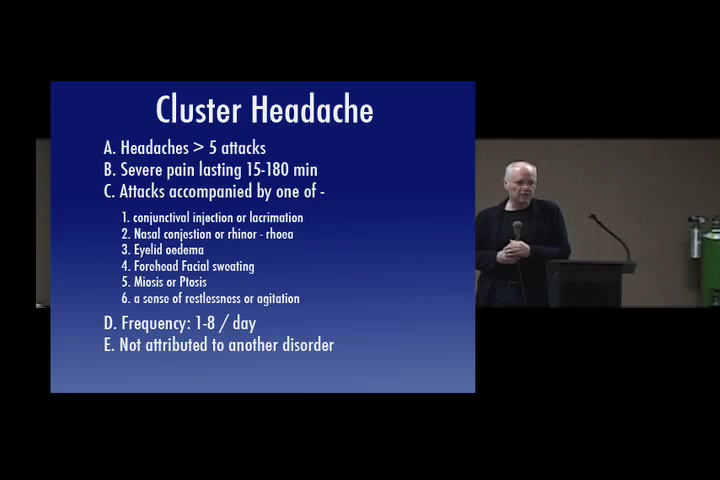 Cluster Headache
A. Headaches > 5 attacks
B. Severe pain lasting 15-180 min
C. Attacks accompanied by one of -
1. conjunctival injection or lacrimation
2. Nasal conjestion or rhinor - rhoea
3. Eyelid oedema
4. Forehead Facial sweating
5. Miosis or Ptosis
6. a sense of restlessness or agitation
D. Frequency: 1-8 / day
E. Not attributed to another disorder